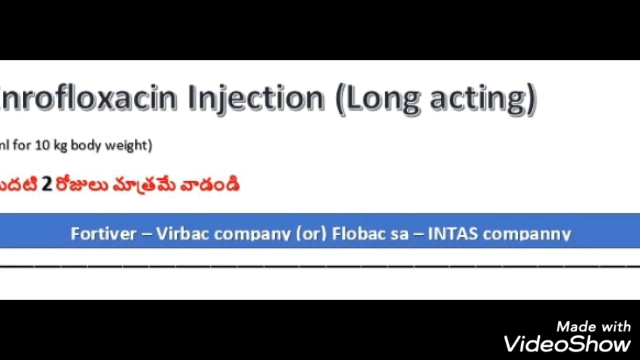 nrofloxacin Injection (Long acting)
ml for 10 kg body weight)
మొదటి 2 రోజులు మాత్రమే వాడండి
Fortiver – Virbac company (or) Flobac sa – INTAS companny
Made with
VideoShow